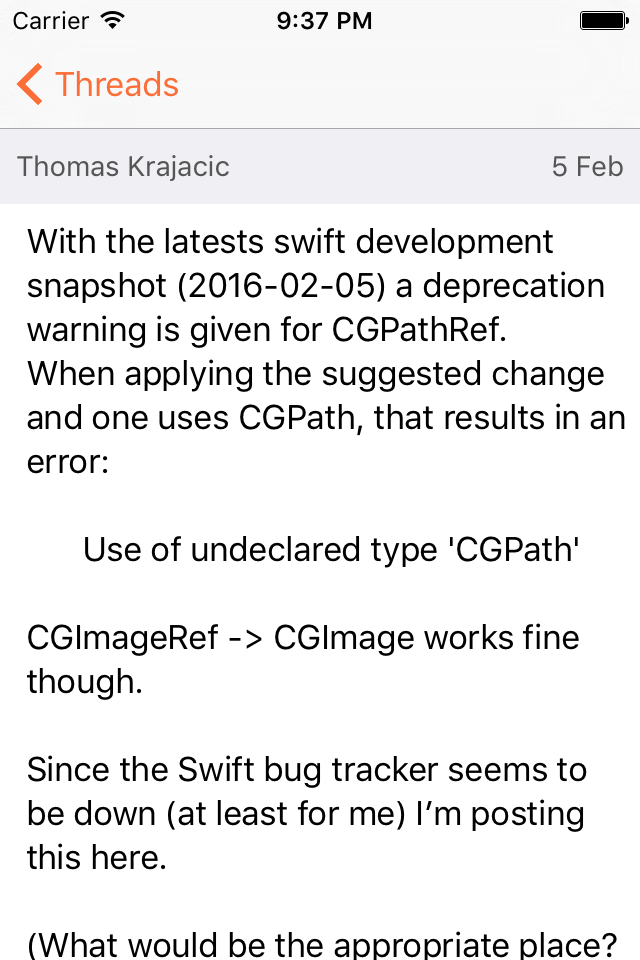 Carrier 9:37 PM
Threads
Thomas Krajacic 5 Feb
With the latests swift development
snapshot (2016-02-05) a deprecation
warning is given for CGPathRef.
When applying the suggested change
and one uses CGPath, that results in an
error:
Use of undeclared type 'CGPath'
CGImageRef -> CGImage works fine
though.
Since the Swift bug tracker seems to
be down (at least for me) I’m posting
this here.
(What would be the appropriate place?